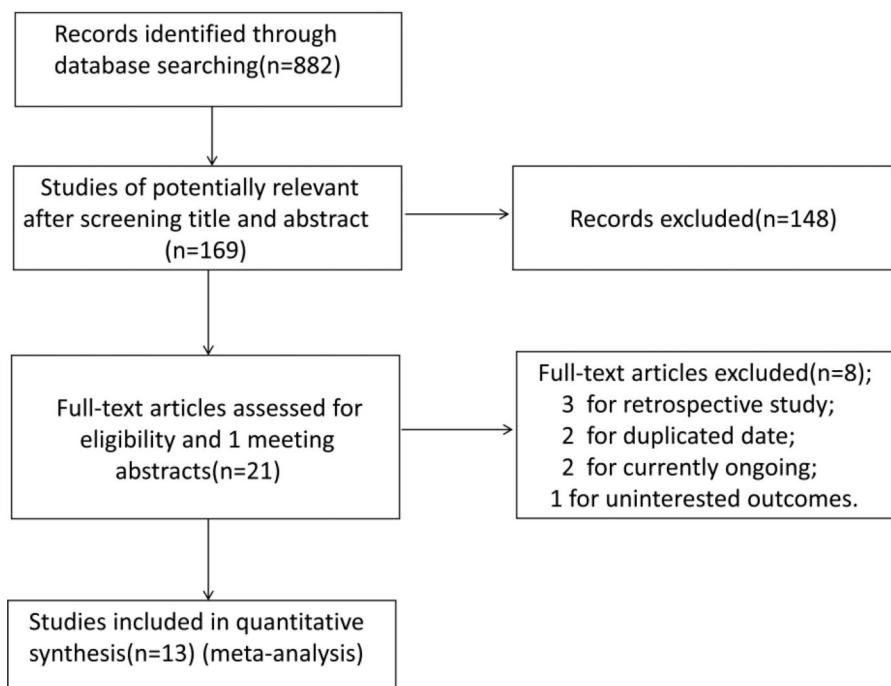 Records identified through
database searching(n=882)
Studies of potentially relevant
after screening title and abstract
(n=169)
Records excluded(n=148)
Full-text articles assessed for
eligibility and 1 meeting
abstracts(n=21)
Full-text articles excluded(n=8);
3 for retrospective study;
2 for duplicated date;
2 for currently ongoing;
1 for uninterested outcomes.
Studies included in quantitative
synthesis(n=13) (meta-analysis)